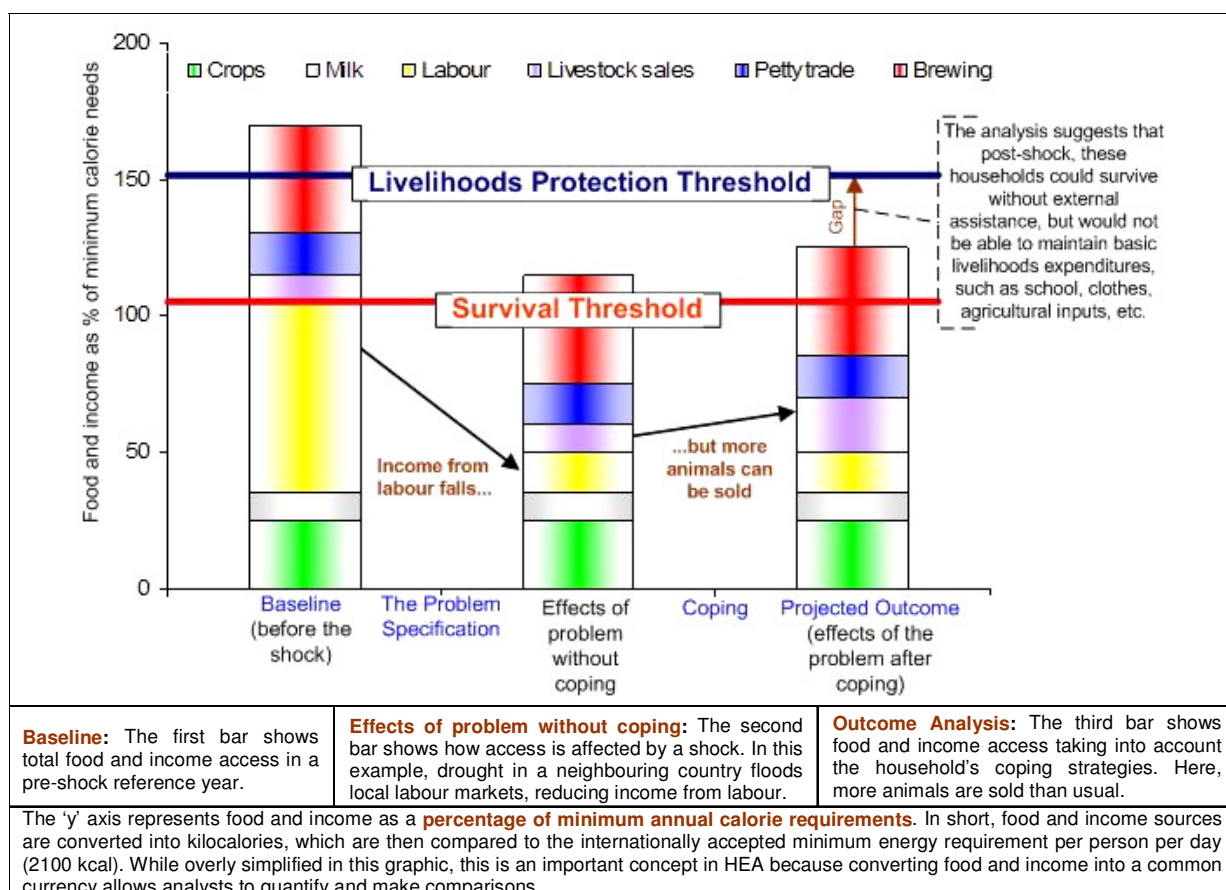 200
Crops Milk Labour Livestock sales Petty trade Brewing
Food and income as % of minimum calorie needs
150
100
50
0
Livelihoods Protection Threshold
Survival Threshold
Gap
The analysis suggests that
post-shock, these
households could survive
without external
assistance, but would not
be able to maintain basic
livelihoods expenditures,
such as school, clothes,
agricultural inputs, etc.
Income from
labour falls...
...but more
animals can
be sold
Baseline
(before the
shock)
The Problem
Specification
Effects of
problem
without
coping
Coping
Projected Outcome
(effects of the
problem after
coping)
Baseline: The first bar shows
total food and income access in a
pre-shock reference year.
Effects of problem without coping: The second
bar shows how access is affected by a shock. In this
example, drought in a neighbouring country floods
local labour markets, reducing income from labour.
Outcome Analysis: The third bar shows
food and income access taking into account
the household's coping strategies. Here,
more animals are sold than usual.
The 'y' axis represents food and income as a percentage of minimum annual calorie requirements. In short, food and income sources
are converted into kilocalories, which are then compared to the internationally accepted minimum energy requirement per person per day
(2100 kcal). While overly simplified in this graphic, this is an important concept in HEA because converting food and income into a common
currency allows analysts to quantify and make comparisons